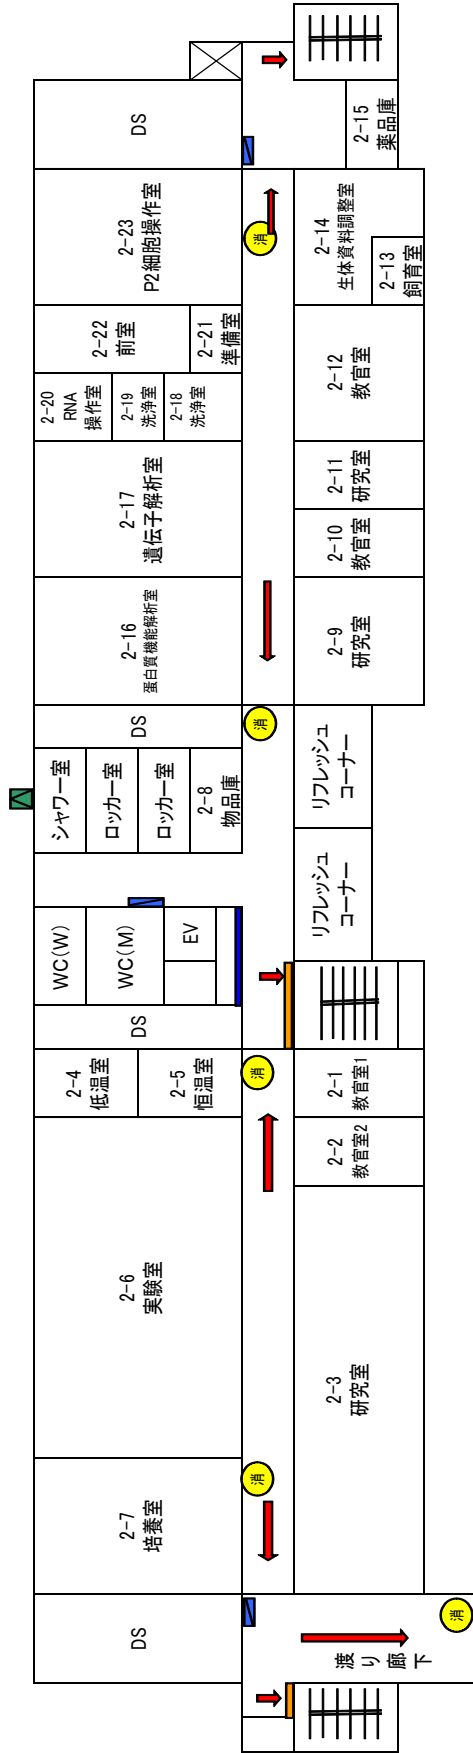 DS
2-7
培養室
2-6
実験室
2-4
低温室
2-5
恒温室
DS
WC(W)
WC(M)
EV
シャワー室
ロッカー室
ロッカー室
2-8
物品庫
DS
2-16
蛋白質機能解析室
2-17
遺伝子解析室
2-20
RNA
操作室
2-19
洗浄室
2-18
洗浄室
2-22
前室
2-21
準備室
2-23
P2細胞操作室
DS
消
消
消
消
消
渡り廊下
2-3
研究室
2-2
教官室2
2-1
教官室1
リフレッシュ
コーナー
リフレッシュ
コーナー
2-9
研究室
2-10
教官室
2-11
研究室
2-12
教官室
2-14
生体資料調整室
2-13
飼育室
2-15
薬品庫